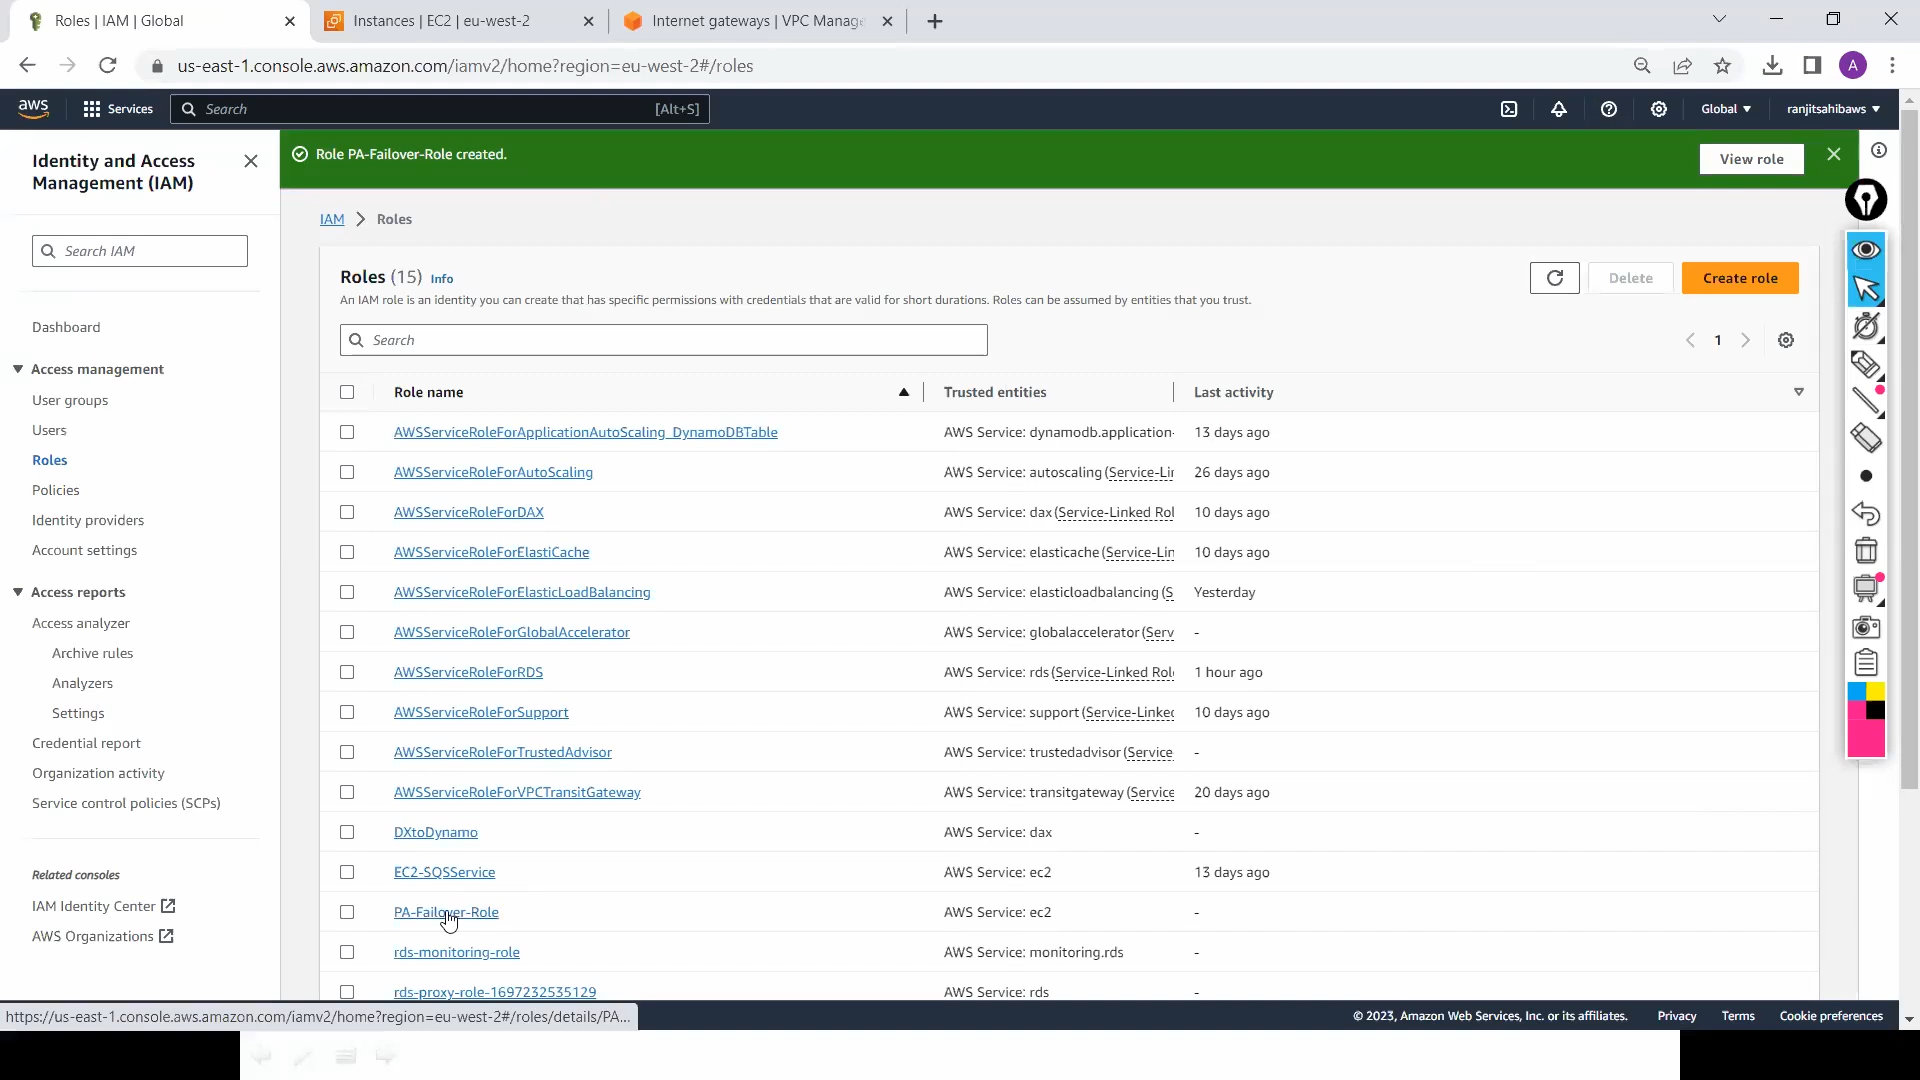 Roles | IAM | Global
Instances | EC2 | eu-west-2
Internet gateways | VPC Manage
us-east-1.console.aws.amazon.com/iamv2/home?region=eu-west-2#/roles
A
aws
Services
Search
[Alt+S]
Global
ranjitsahibaws
Identity and Access Management (IAM)
Search IAM
Dashboard
Access management
User groups
Users
Roles
Policies
Identity providers
Account settings
Access reports
Access analyzer
Archive rules
Analyzers
Settings
Credential report
Organization activity
Service control policies (SCPs)
Related consoles
IAM Identity Center
AWS Organizations
Role PA-Failover-Role created.
View role
IAM > Roles
Roles (15) Info
Delete
Create role
An IAM role is an identity you can create that has specific permissions with credentials that are valid for short durations. Roles can be assumed by entities that you trust.
Search
1
Role name Trusted entities Last activity
AWSServiceRoleForApplicationAutoScaling_DynamoDBTable AWS Service: dynamodb.application- 13 days ago
AWSServiceRoleForAutoScaling AWS Service: autoscaling (Service-Lin 26 days ago
AWSServiceRoleForDAX AWS Service: dax (Service-Linked Rol 10 days ago
AWSServiceRoleForElastiCache AWS Service: elasticache (Service-Lin 10 days ago
AWSServiceRoleForElasticLoadBalancing AWS Service: elasticloadbalancing (S Yesterday
AWSServiceRoleForGlobalAccelerator AWS Service: globalaccelerator (Serv -
AWSServiceRoleForRDS AWS Service: rds (Service-Linked Role 1 hour ago
AWSServiceRoleForSupport AWS Service: support (Service-Linked 10 days ago
AWSServiceRoleForTrustedAdvisor AWS Service: trustedadvisor (Service -
AWSServiceRoleForVPCTransitGateway AWS Service: transitgateway (Service 20 days ago
DXtoDynamo AWS Service: dax -
EC2-SQSService AWS Service: ec2 13 days ago
PA-Failover-Role AWS Service: ec2 -
rds-monitoring-role AWS Service: monitoring.rds -
rds-proxy-role-1697232535129 AWS Service: rds -
https://us-east-1.console.aws.amazon.com/iamv2/home?region=eu-west-2#/roles/details/PA...
© 2023, Amazon Web Services, Inc. or its affiliates. Privacy Terms Cookie preferences